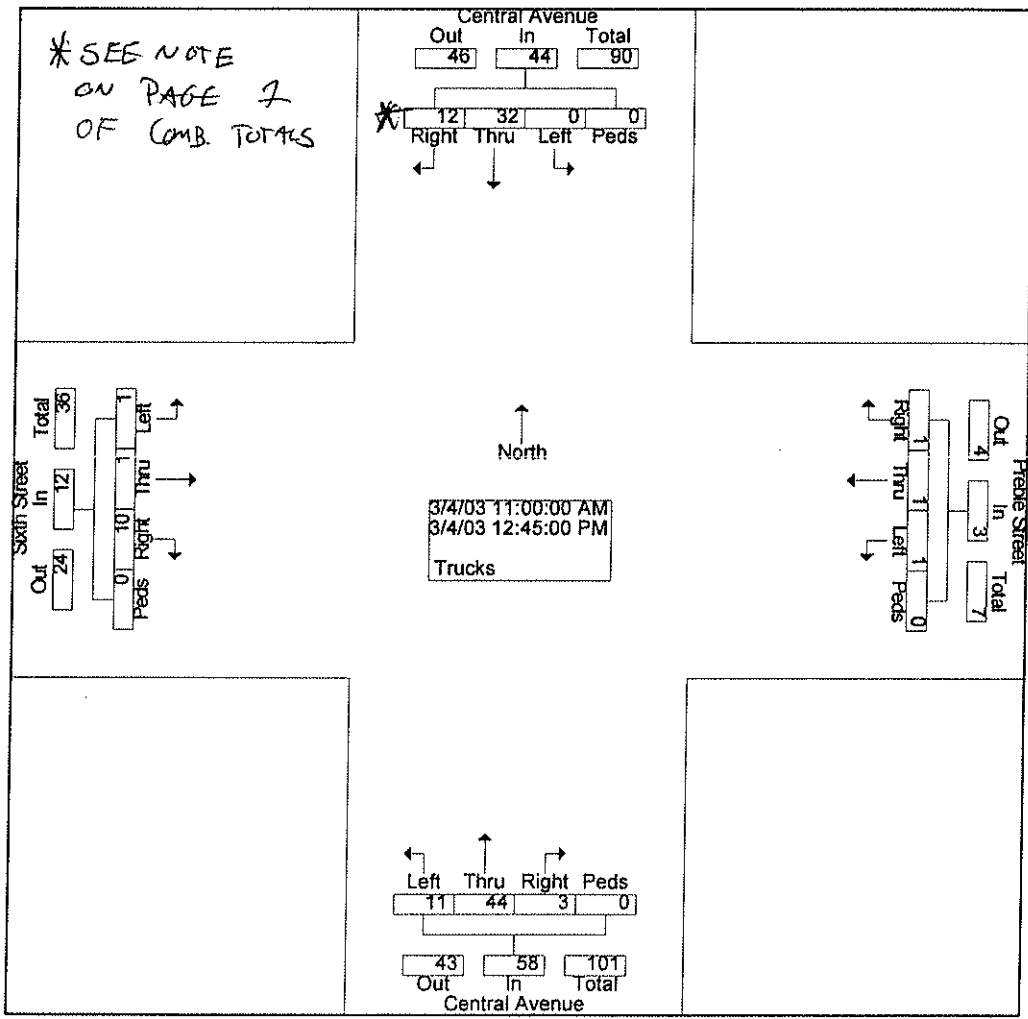 * SEE NOTE
ON PAGE 1
OF COMB. TOTALS
Central Avenue
Out In Total
46 44 90
* 12 32 0 0
Right Thru Left Peds
Sixth Street
Total In Out
36 12 24
1 1 10 0
Left Thru Right Peds
North
3/4/03 11:00:00 AM
3/4/03 12:45:00 PM
Trucks
Right Thru Left Peds
1 1 1 0
Out In Total
4 3 7
Preble Street
Left Thru Right Peds
11 44 3 0
43 58 101
Out In Total
Central Avenue